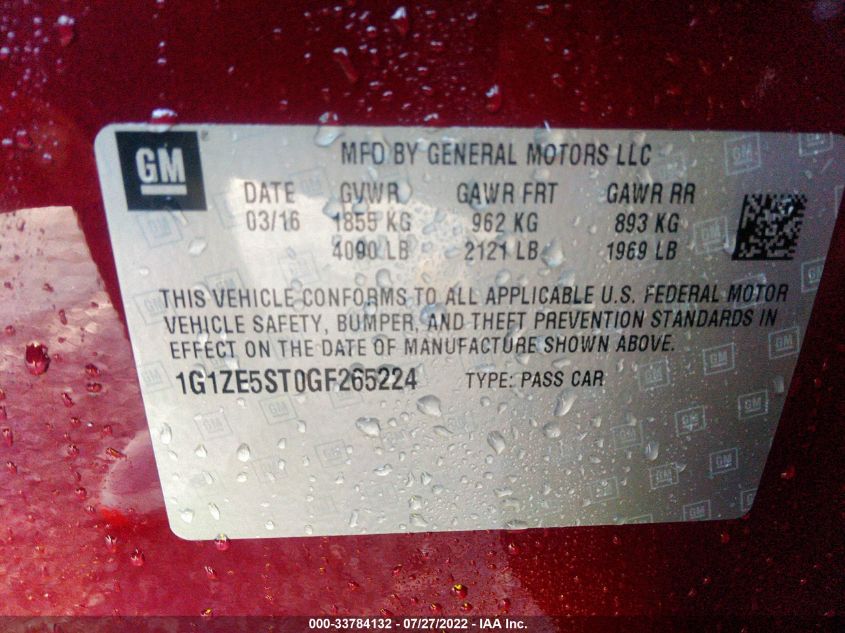 GM
MFD BY GENERAL MOTORS LLC
DATE GVWR GAWR FRT GAWR RR
03/16 1855 KG 962 KG 893 KG
4090 LB 2121 LB 1969 LB
THIS VEHICLE CONFORMS TO ALL APPLICABLE U.S. FEDERAL MOTOR
VEHICLE SAFETY, BUMPER, AND THEFT PREVENTION STANDARDS IN
EFFECT ON THE DATE OF MANUFACTURE SHOWN ABOVE.
1G1ZE5ST0GF265224 TYPE: PASS CAR
000-33784132 - 07/27/2022 - IAA Inc.